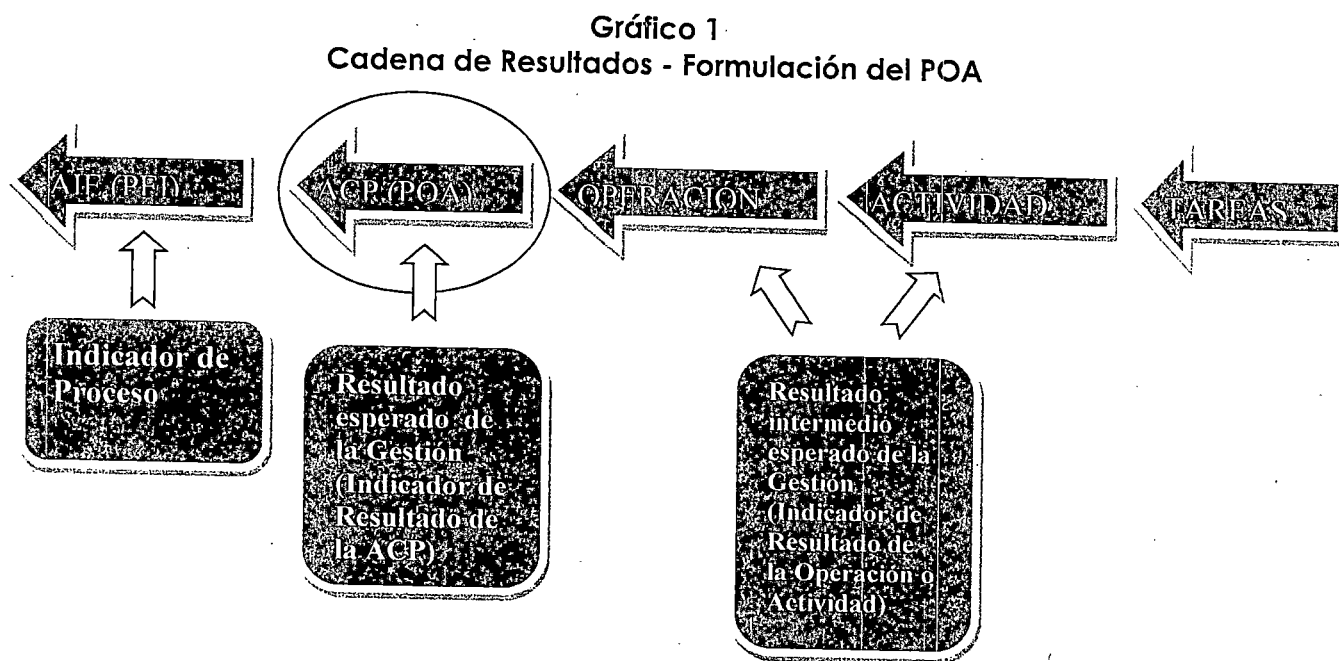 Gráfico 1
Cadena de Resultados - Formulación del POA
AIE (PEI)
ACP (POA)
OPERACIÓN
ACTIVIDAD
TAREAS
Indicador de
Proceso
Resultado
esperado de
la Gestión
(Indicador de
Resultado de
la ACP)
Resultado
intermedio
esperado de la
Gestión
(Indicador de
Resultado de
la Operación o
Actividad)